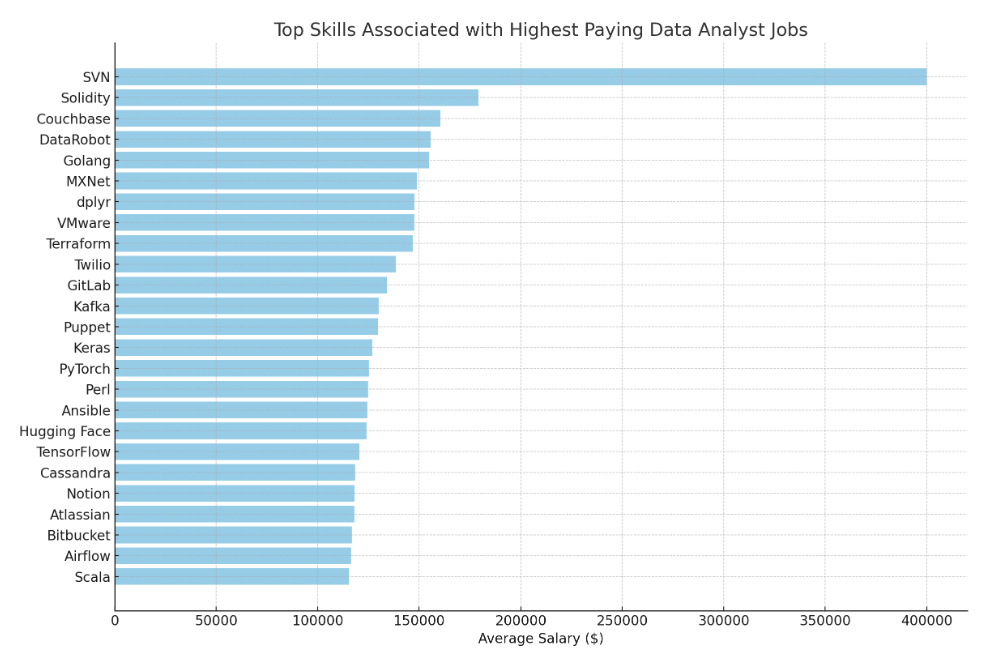 Top Skills Associated with Highest Paying Data Analyst Jobs
SVN
Solidity
Couchbase
DataRobot
Golang
MXNet
dplyr
VMware
Terraform
Twilio
GitLab
Kafka
Puppet
Keras
PyTorch
Perl
Ansible
Hugging Face
TensorFlow
Cassandra
Notion
Atlassian
Bitbucket
Airflow
Scala
0 50000 100000 150000 200000 250000 300000 350000 400000
Average Salary ($)